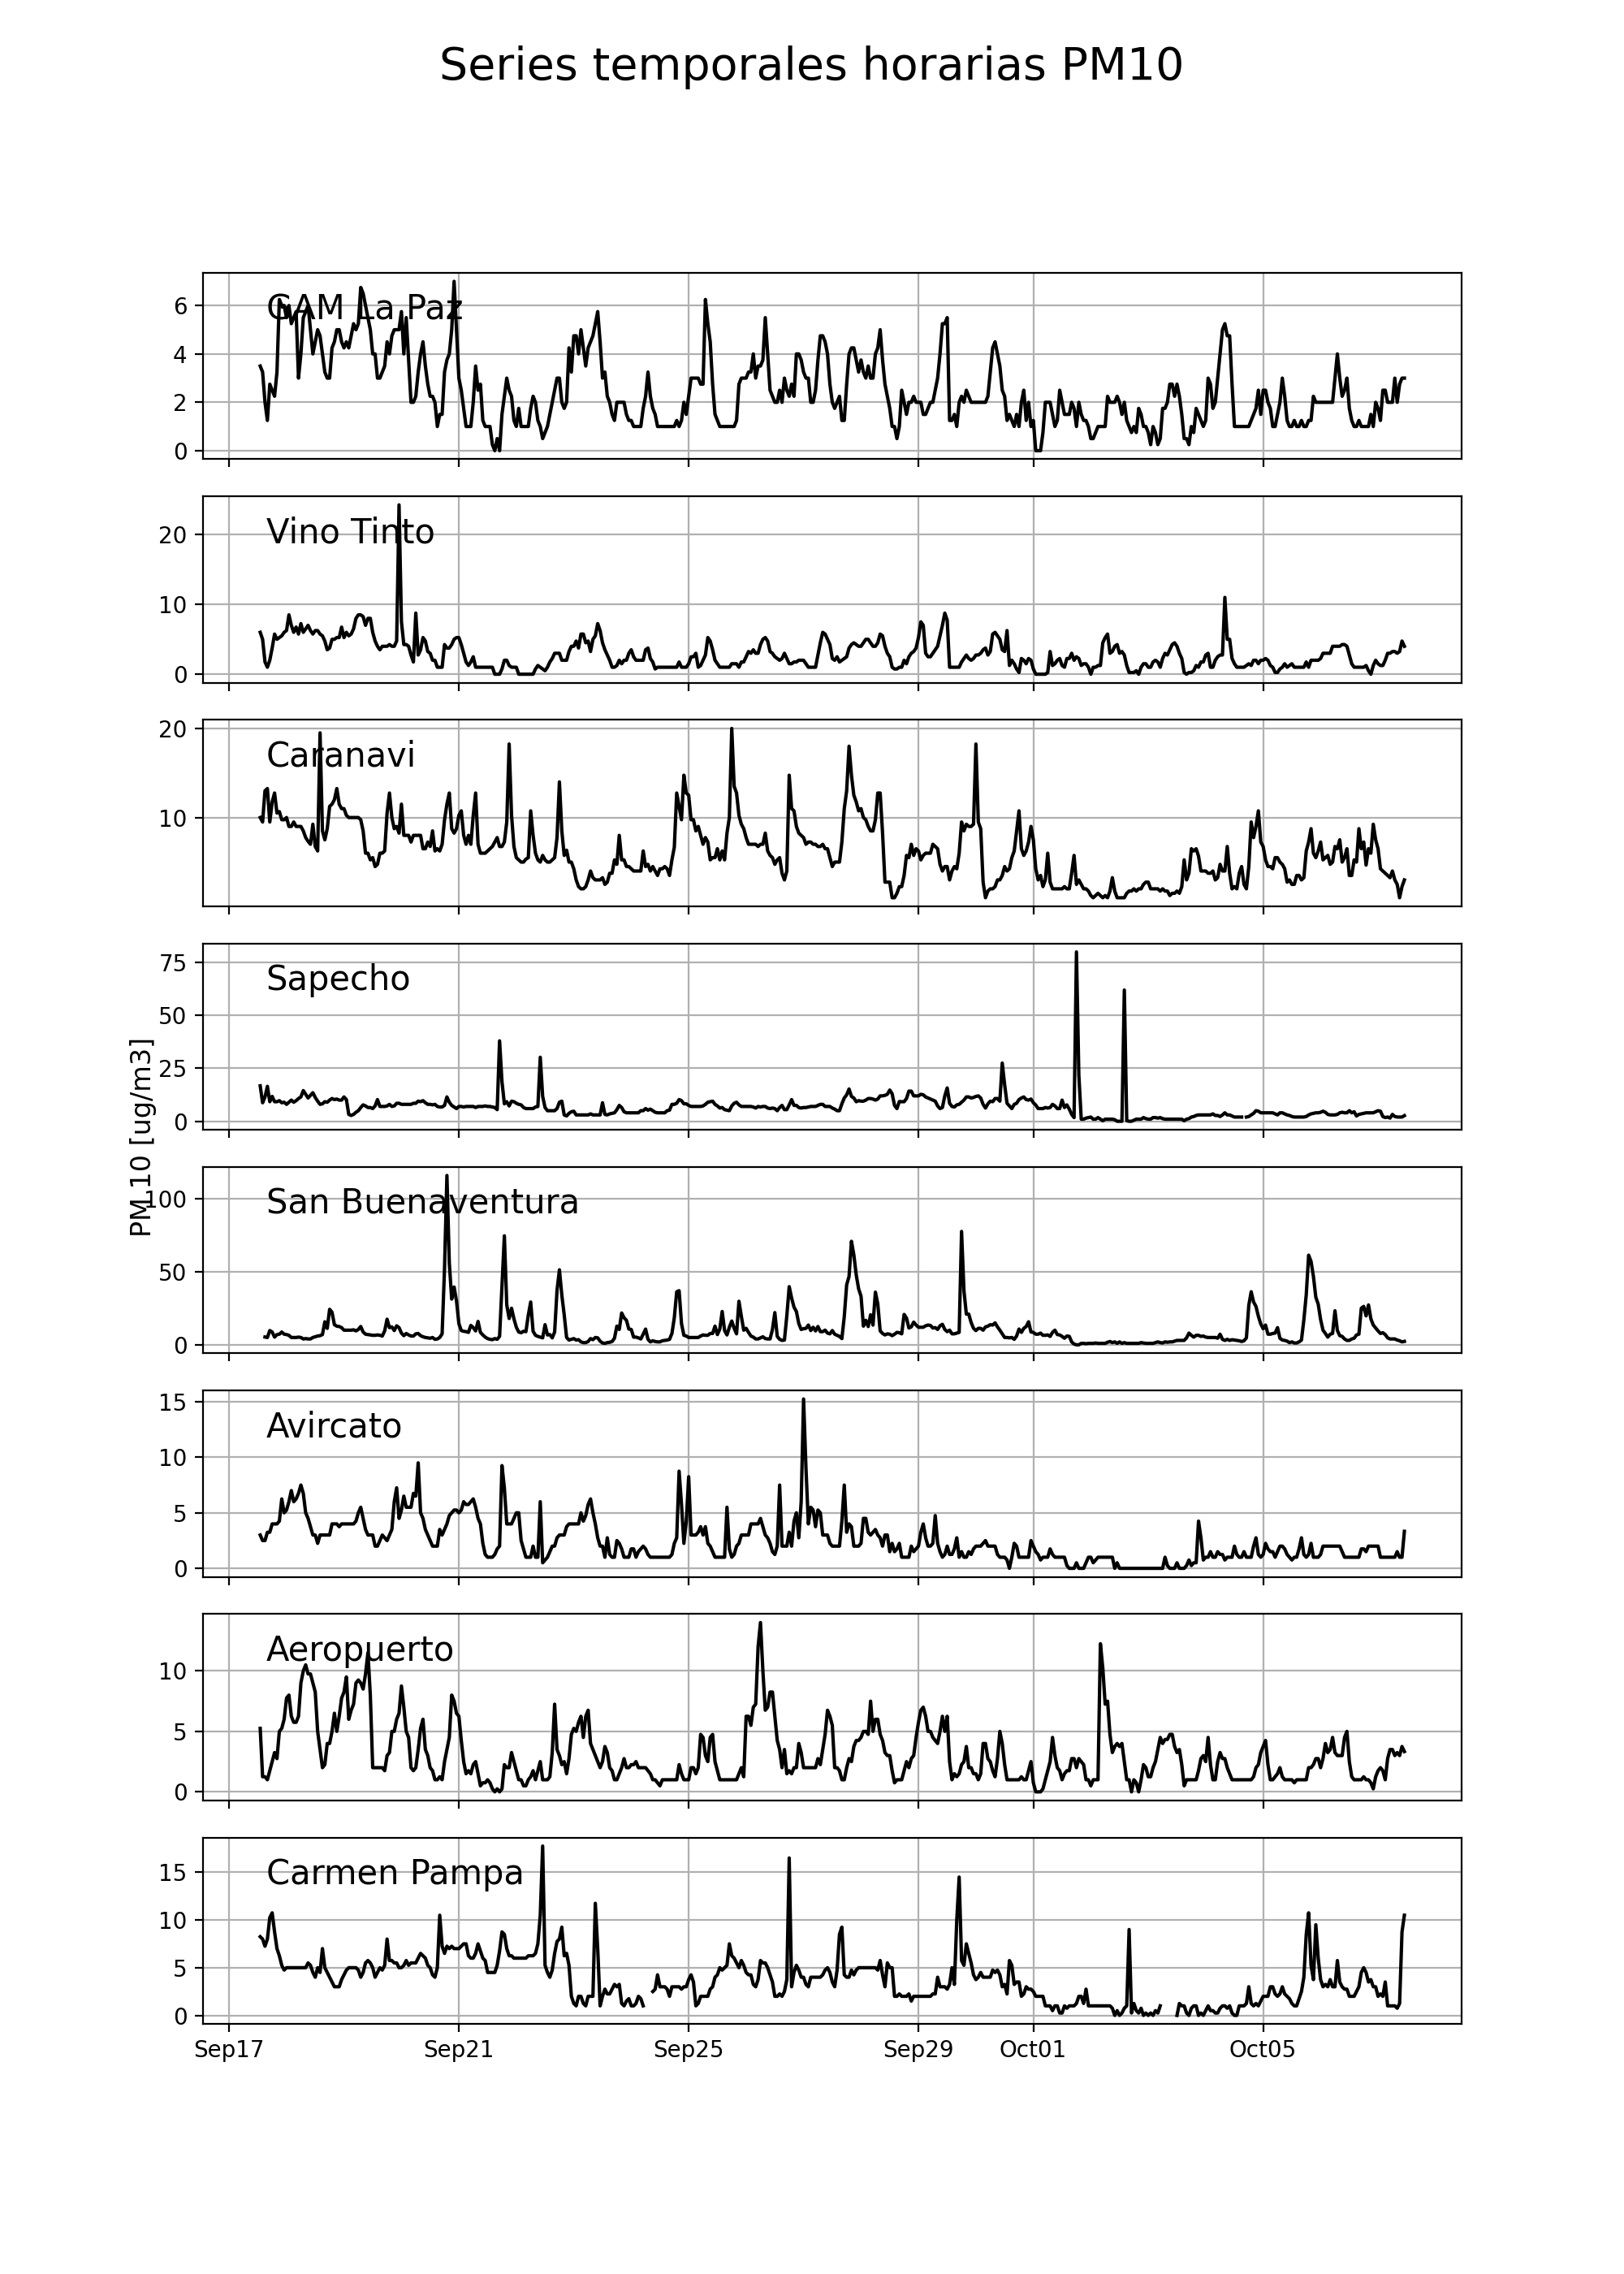 Series temporales horarias PM10
GAM La Paz
6
4
2
0
Vino Tinto
20
10
0
Caranavi
20
10
Sapecho
75
50
25
0
PM 10 [ug/m3]
San Buenaventura
100
50
0
Avircato
15
10
5
0
Aeropuerto
10
5
0
Carmen Pampa
15
10
5
0
Sep17 Sep21 Sep25 Sep29 Oct01 Oct05